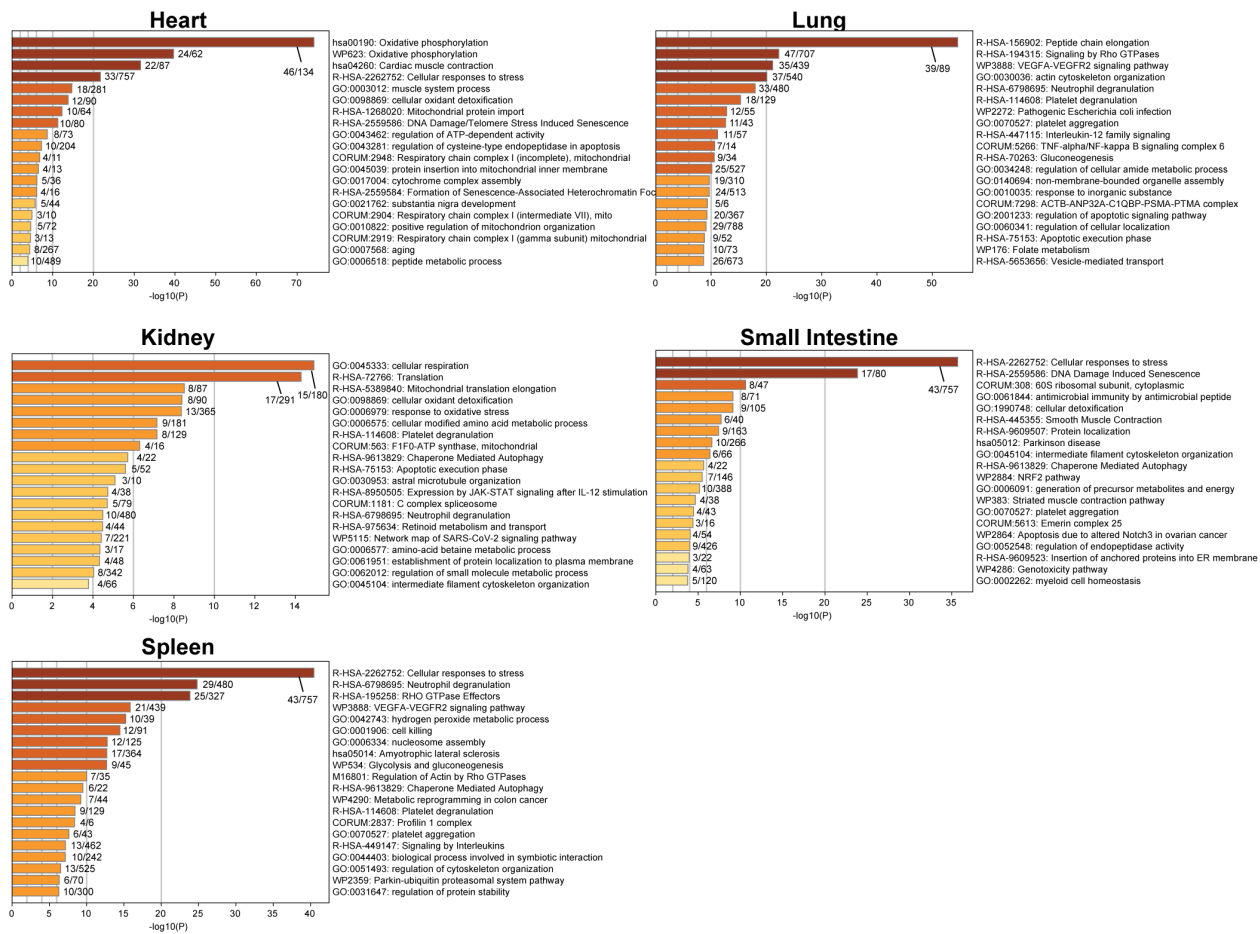 Heart
hsa00190: Oxidative phosphorylation
46/134
24/62 WP623: Oxidative phosphorylation
22/87 hsa04260: Cardiac muscle contraction
33/757 R-HSA-2262752: Cellular responses to stress
18/281 GO:0003012: muscle system process
12/90 GO:0098869: cellular oxidant detoxification
10/64 R-HSA-1268020: Mitochondrial protein import
10/80 R-HSA-2559586: DNA Damage/Telomere Stress Induced Senescence
8/73 GO:0043462: regulation of ATP-dependent activity
10/204 GO:0043281: regulation of cysteine-type endopeptidase in apoptosis
4/11 CORUM:2948: Respiratory chain complex I (incomplete), mitochondrial
4/13 GO:0045039: protein insertion into mitochondrial inner membrane
5/36 GO:0017004: cytochrome complex assembly
4/16 R-HSA-2559584: Formation of Senescence-Associated Heterochromatin Foc
5/44 GO:0021762: substantia nigra development
3/10 CORUM:2904: Respiratory chain complex I (intermediate VII), mito
5/72 GO:0010822: positive regulation of mitochondrion organization
3/13 CORUM:2919: Respiratory chain complex I (gamma subunit) mitochondrial
8/267 GO:0007568: aging
10/489 GO:0006518: peptide metabolic process
0 10 20 30 40 50 60 70
-log10(P)
Lung
R-HSA-156902: Peptide chain elongation
39/89
47/707 R-HSA-194315: Signaling by Rho GTPases
35/439 WP3888: VEGFA-VEGFR2 signaling pathway
37/540 GO:0030036: actin cytoskeleton organization
33/480 R-HSA-6798695: Neutrophil degranulation
18/129 R-HSA-114608: Platelet degranulation
12/55 WP2272: Pathogenic Escherichia coli infection
11/43 GO:0070527: platelet aggregation
11/57 R-HSA-447115: Interleukin-12 family signaling
7/14 CORUM:5266: TNF-alpha/NF-kappa B signaling complex 6
9/34 R-HSA-70263: Gluconeogenesis
25/527 GO:0034248: regulation of cellular amide metabolic process
19/310 GO:0140694: non-membrane-bounded organelle assembly
24/513 GO:0010035: response to inorganic substance
5/6 CORUM:7298: ACTB-ANP32A-C1QBP-PSMA-PTMA complex
20/367 GO:2001233: regulation of apoptotic signaling pathway
29/788 GO:0060341: regulation of cellular localization
9/52 R-HSA-75153: Apoptotic execution phase
10/73 WP176: Folate metabolism
26/673 R-HSA-5653656: Vesicle-mediated transport
0 10 20 30 40 50
-log10(P)
Kidney
GO:0045333: cellular respiration
15/180
R-HSA-72766: Translation
17/291
8/87 R-HSA-5389840: Mitochondrial translation elongation
8/90 GO:0098869: cellular oxidant detoxification
13/365 GO:0006979: response to oxidative stress
9/181 GO:0006575: cellular modified amino acid metabolic process
8/129 R-HSA-114608: Platelet degranulation
4/16 CORUM:563: F1F0-ATP synthase, mitochondrial
4/22 R-HSA-9613829: Chaperone Mediated Autophagy
5/52 R-HSA-75153: Apoptotic execution phase
3/10 GO:0030953: astral microtubule organization
4/38 R-HSA-8950505: Expression by JAK-STAT signaling after IL-12 stimulation
5/79 CORUM:1181: C complex spliceosome
10/480 R-HSA-6798695: Neutrophil degranulation
4/44 R-HSA-975634: Retinoid metabolism and transport
7/221 WP5115: Network map of SARS-CoV-2 signaling pathway
3/17 GO:0006577: amino-acid betaine metabolic process
4/48 GO:0061951: establishment of protein localization to plasma membrane
8/342 GO:0062012: regulation of small molecule metabolic process
4/66 GO:0045104: intermediate filament cytoskeleton organization
0 2 4 6 8 10 12 14
-log10(P)
Small Intestine
R-HSA-2262752: Cellular responses to stress
43/757
17/80 R-HSA-2559586: DNA Damage Induced Senescence
8/47 CORUM:308: 60S ribosomal subunit, cytoplasmic
8/71 GO:0061844: antimicrobial immunity by antimicrobial peptide
9/105 GO:1990748: cellular detoxification
6/40 R-HSA-445355: Smooth Muscle Contraction
9/163 R-HSA-9609507: Protein localization
10/266 hsa05012: Parkinson disease
6/66 GO:0045104: intermediate filament cytoskeleton organization
4/22 R-HSA-9613829: Chaperone Mediated Autophagy
7/146 WP2884: NRF2 pathway
10/388 GO:0006091: generation of precursor metabolites and energy
4/38 WP383: Striated muscle contraction pathway
4/43 GO:0070527: platelet aggregation
3/16 CORUM:5613: Emerin complex 25
4/54 WP2864: Apoptosis due to altered Notch3 in ovarian cancer
9/426 GO:0052548: regulation of endopeptidase activity
3/22 R-HSA-9609523: Insertion of anchored proteins into ER membrane
4/63 WP4286: Genotoxicity pathway
5/120 GO:0002262: myeloid cell homeostasis
0 5 10 15 20 25 30 35
-log10(P)
Spleen
R-HSA-2262752: Cellular responses to stress
43/757
29/480 R-HSA-6798695: Neutrophil degranulation
25/327 R-HSA-195258: RHO GTPase Effectors
21/439 WP3888: VEGFA-VEGFR2 signaling pathway
10/39 GO:0042743: hydrogen peroxide metabolic process
12/91 GO:0001906: cell killing
12/125 GO:0006334: nucleosome assembly
17/364 hsa05014: Amyotrophic lateral sclerosis
9/45 WP534: Glycolysis and gluconeogenesis
7/35 M16801: Regulation of Actin by Rho GTPases
6/22 R-HSA-9613829: Chaperone Mediated Autophagy
7/44 WP4290: Metabolic reprogramming in colon cancer
9/129 R-HSA-114608: Platelet degranulation
4/6 CORUM:2837: Profilin 1 complex
6/43 GO:0070527: platelet aggregation
13/462 R-HSA-449147: Signaling by Interleukins
10/242 GO:0044403: biological process involved in symbiotic interaction
13/525 GO:0051493: regulation of cytoskeleton organization
6/70 WP2359: Parkin-ubiquitin proteasomal system pathway
10/300 GO:0031647: regulation of protein stability
0 5 10 15 20 25 30 35 40
-log10(P)